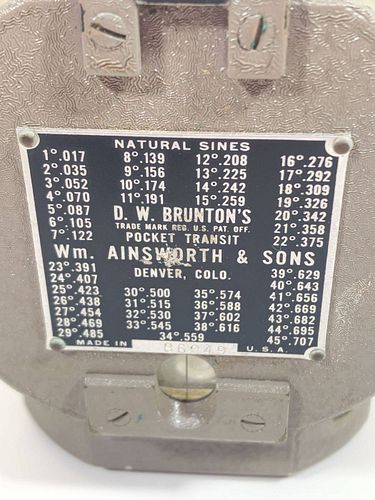 NATURAL SINES
1° .017 8° .139 12° .208 16° .276
2° .035 9° .156 13° .225 17° .292
3° .052 10° .174 14° .242 18° .309
4° .070 11° .191 15° .259 19° .326
5° .087 D. W. BRUNTON'S 20° .342
6° .105 TRADE MARK REG. U.S. PAT. OFF. 21° .358
7° .122 POCKET TRANSIT 22° .375
Wm. AINSWORTH & SONS
23° .391 DENVER, COLO. 39° .629
24° .407 40° .643
25° .423 30° .500 35° .574 41° .656
26° .438 31° .515 36° .588 42° .669
27° .454 32° .530 37° .602 43° .682
28° .469 33° .545 38° .616 44° .695
29° .485 34° .559 45° .707
MADE IN U.S.A.